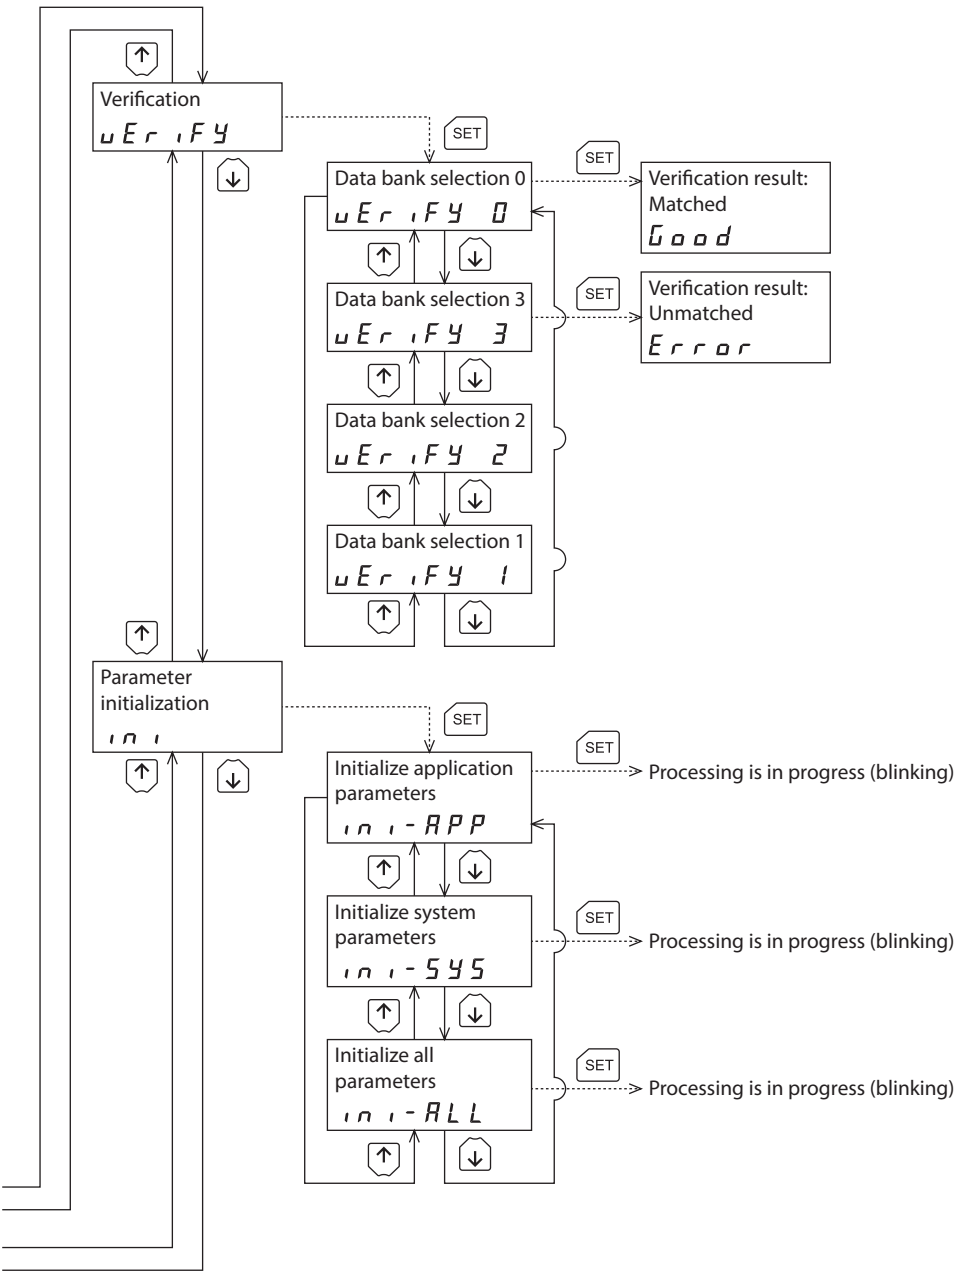 Verification
uEriFY
SET
Data bank selection 0
uEriFY 0
SET
Verification result:
Matched
Good
Data bank selection 3
uEriFY 3
SET
Verification result:
Unmatched
Error
Data bank selection 2
uEriFY 2
Data bank selection 1
uEriFY 1
Parameter
initialization
ini
SET
Initialize application
parameters
ini-APP
SET
Processing is in progress (blinking)
Initialize system
parameters
ini-SYS
SET
Processing is in progress (blinking)
Initialize all
parameters
ini-ALL
SET
Processing is in progress (blinking)